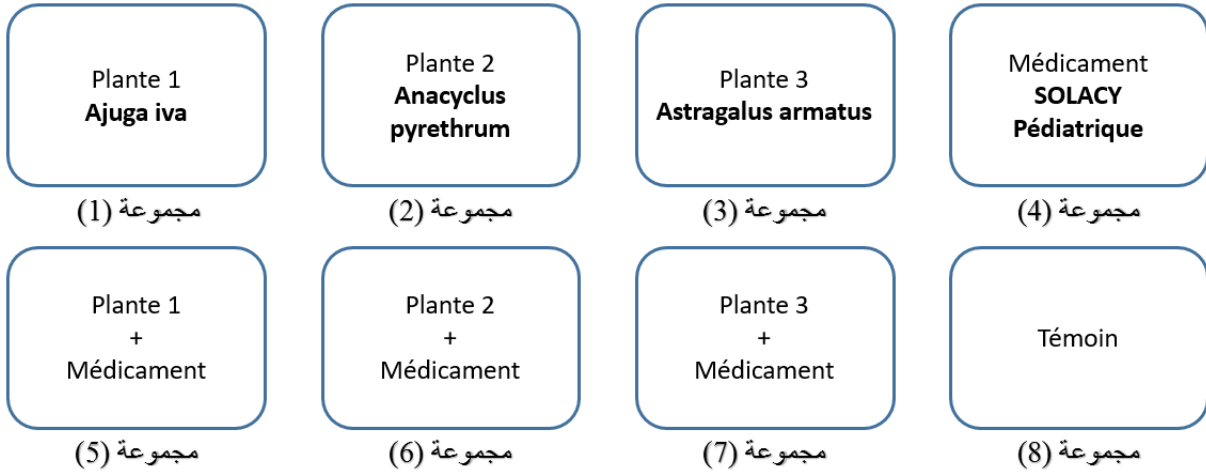 Plante 1
Ajuga iva
Plante 2
Anacyclus
pyrethrum
Plante 3
Astragalus armatus
Médicament
SOLACY
Pédiatrique
مجموعة (1)
مجموعة (2)
مجموعة (3)
مجموعة (4)
Plante 1
+
Médicament
Plante 2
+
Médicament
Plante 3
+
Médicament
Témoin
مجموعة (5)
مجموعة (6)
مجموعة (7)
مجموعة (8)